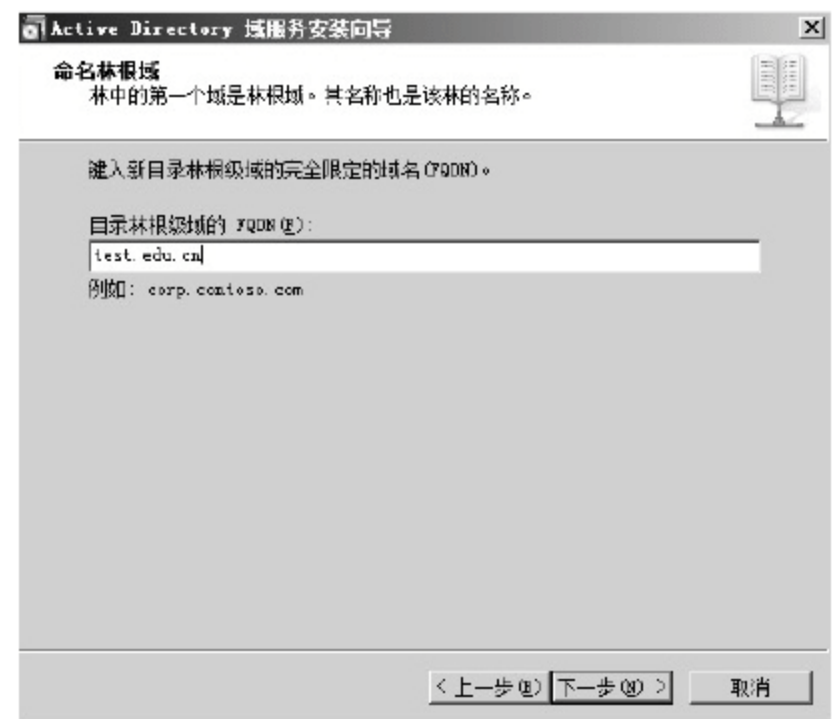 Active Directory 域服务安装向导
命名林根域
林中的第一个域是林根域。其名称也是该林的名称。
键入新目录林根级域的完全限定的域名(FQDN)。
目录林根级域的 FQDN(F):
test.edu.cn
例如: corp.contoso.com
< 上一步(B) 下一步(N) > 取消